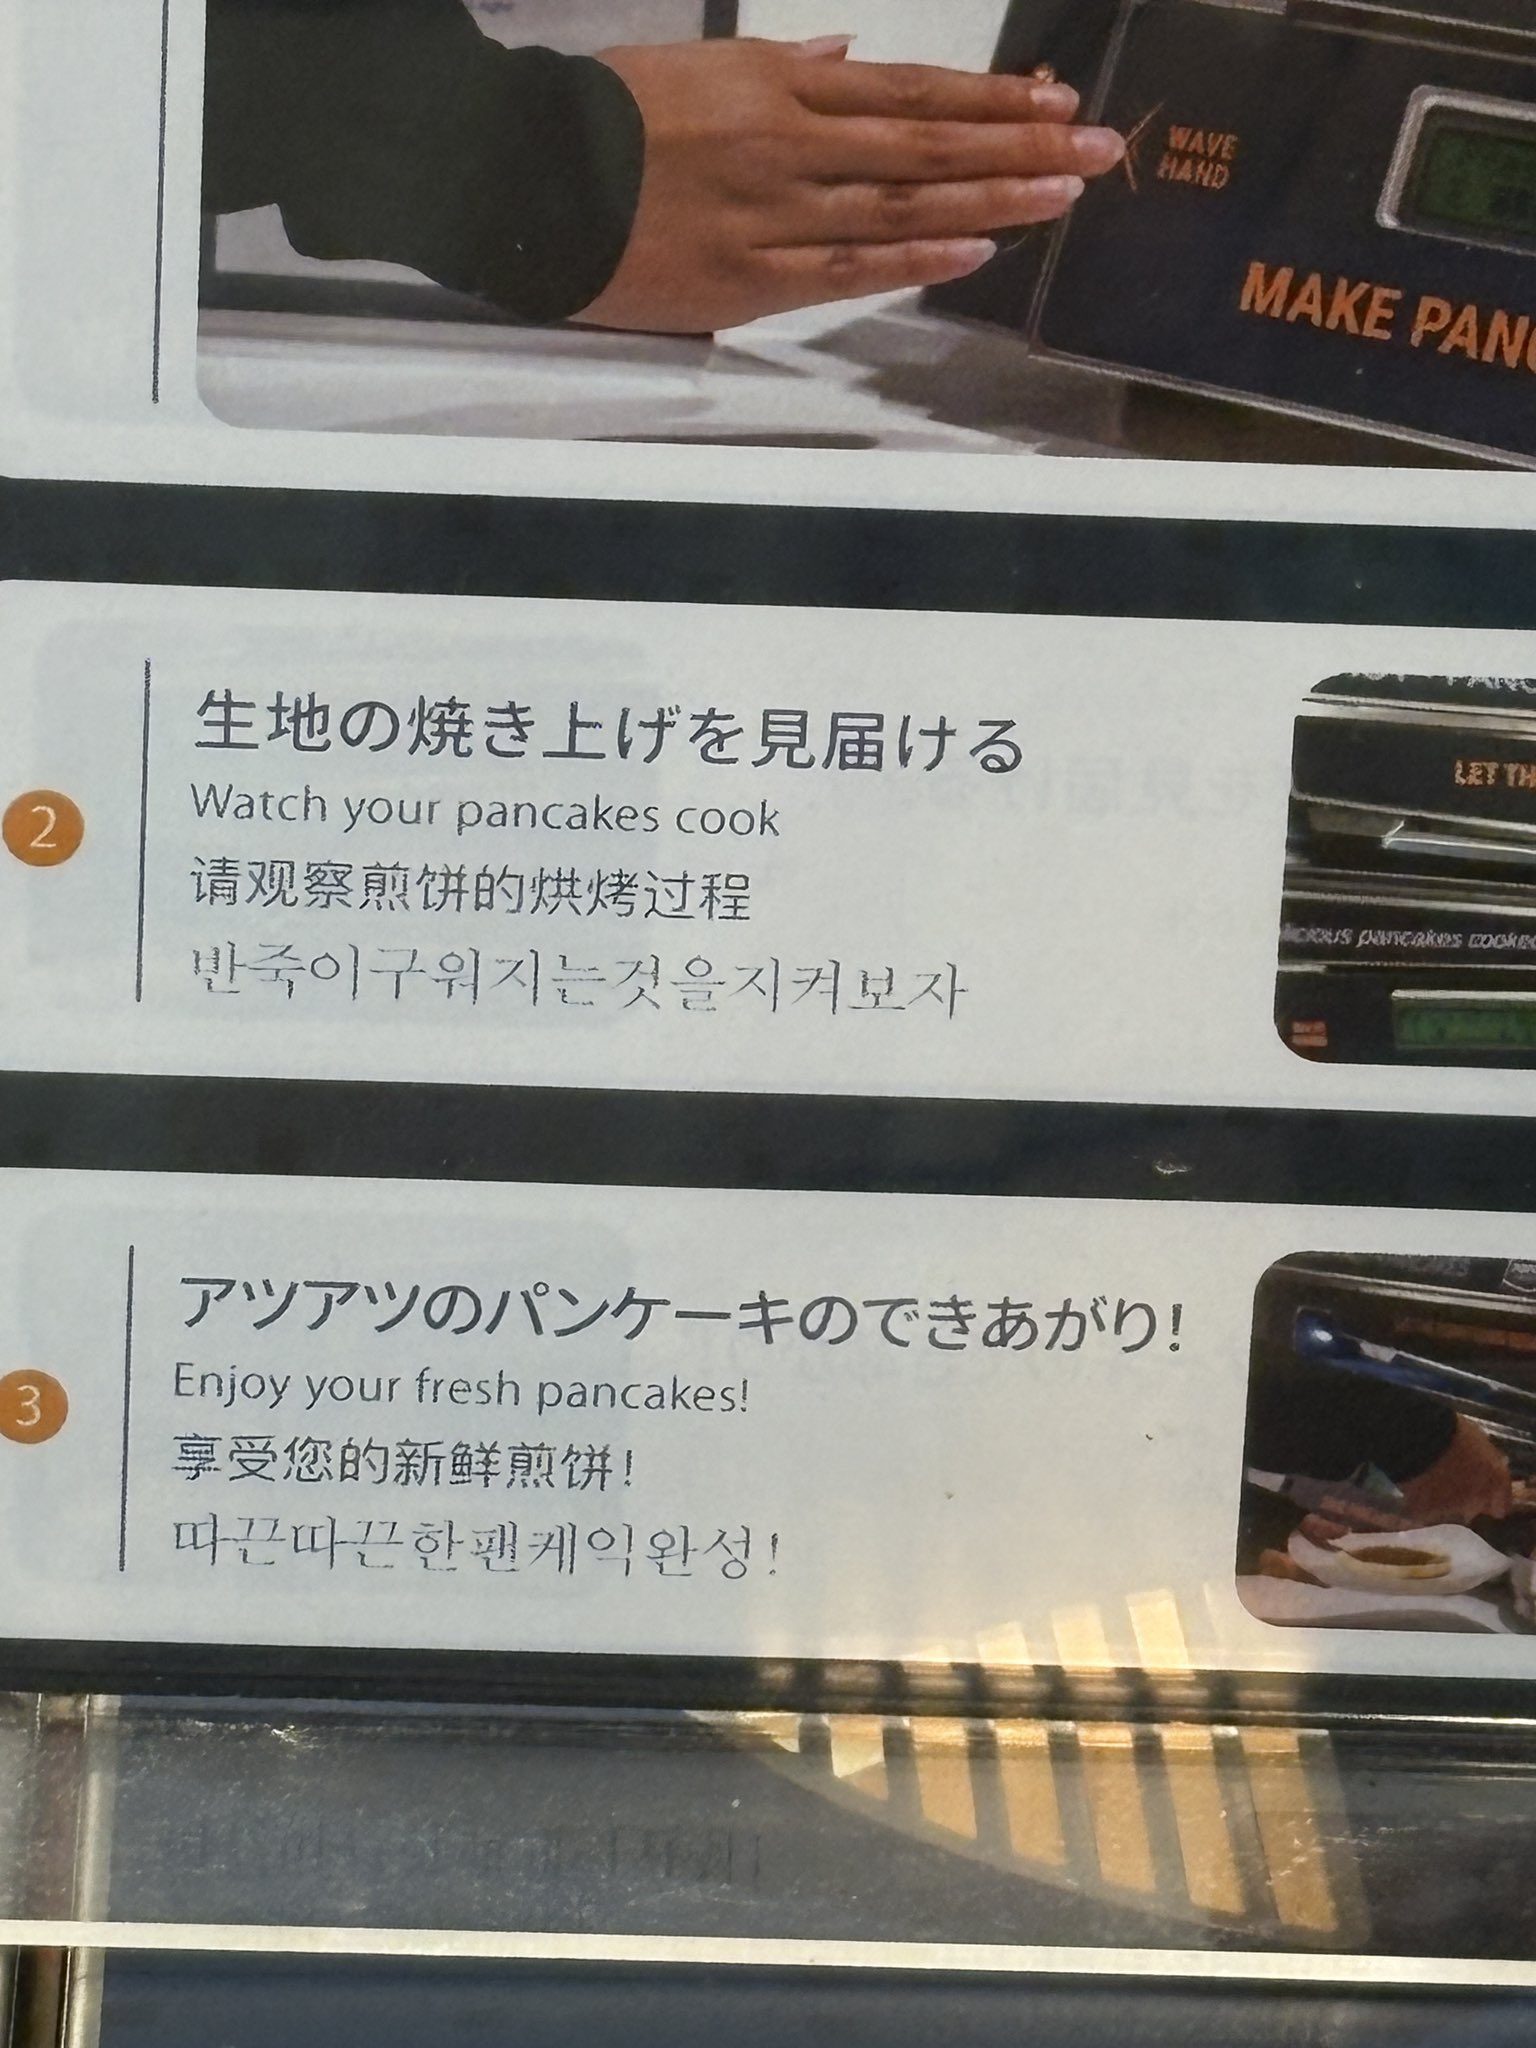 WAVE
HAND
MAKE
2
生地の焼き上げを見届ける
Watch your pancakes cook
请观察煎饼的烘烤过程
반죽이구워지는것을지켜보자
LET
pancakes
3
アツアツのパンケーキのできあがり!
Enjoy your fresh pancakes!
享受您的新鲜煎饼!
따끈따끈한팬케익완성!